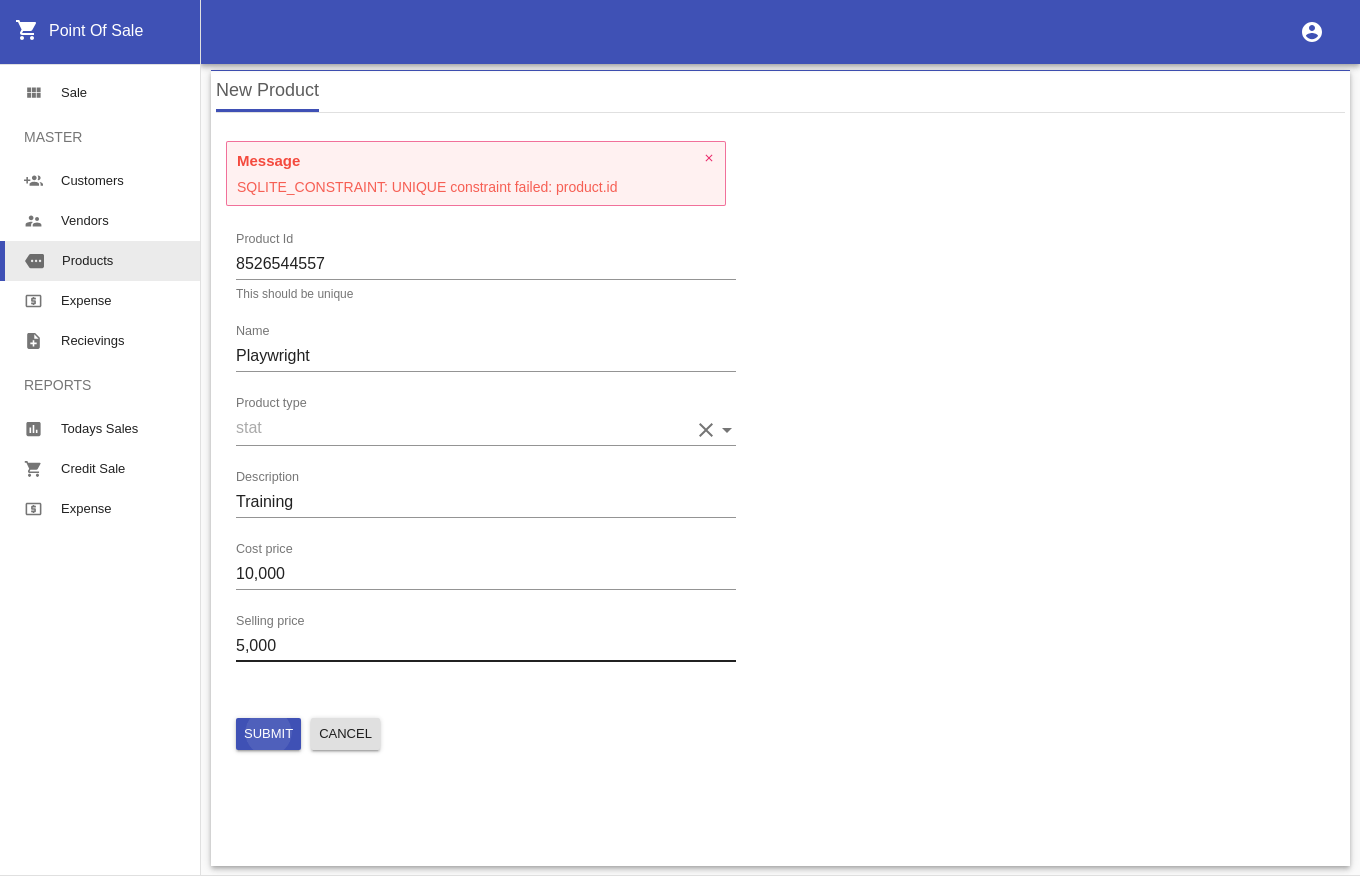 Point Of Sale
Sale
MASTER
Customers
Vendors
Products
Expense
Recievings
REPORTS
Todays Sales
Credit Sale
Expense
New Product
Message
×
SQLITE_CONSTRAINT: UNIQUE constraint failed: product.id
Product Id
8526544557
This should be unique
Name
Playwright
Product type
stat
Description
Training
Cost price
10,000
Selling price
5,000
SUBMIT CANCEL